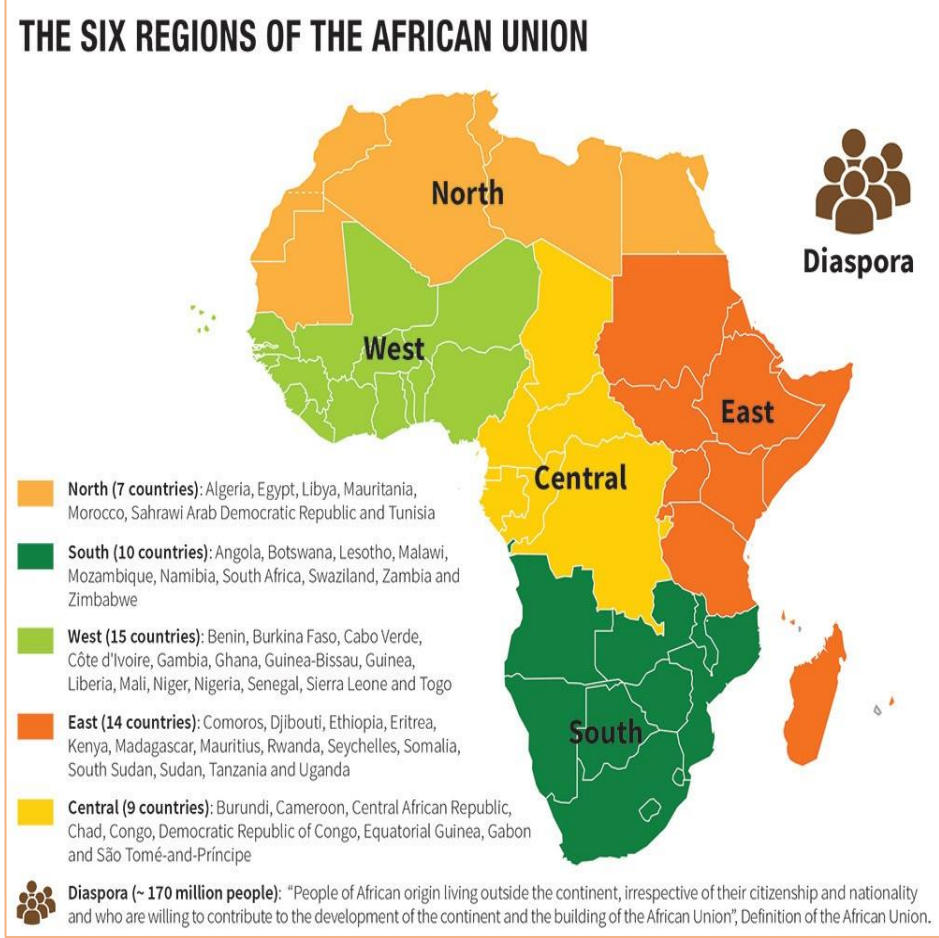 THE SIX REGIONS OF THE AFRICAN UNION
North
Diaspora
West
East
Central
South
North (7 countries): Algeria, Egypt, Libya, Mauritania,
Morocco, Sahrawi Arab Democratic Republic and Tunisia
South (10 countries): Angola, Botswana, Lesotho, Malawi,
Mozambique, Namibia, South Africa, Swaziland, Zambia and
Zimbabwe
West (15 countries): Benin, Burkina Faso, Cabo Verde,
Côte d'Ivoire, Gambia, Ghana, Guinea-Bissau, Guinea,
Liberia, Mali, Niger, Nigeria, Senegal, Sierra Leone and Togo
East (14 countries): Comoros, Djibouti, Ethiopia, Eritrea,
Kenya, Madagascar, Mauritius, Rwanda, Seychelles, Somalia,
South Sudan, Sudan, Tanzania and Uganda
Central (9 countries): Burundi, Cameroon, Central African Republic,
Chad, Congo, Democratic Republic of Congo, Equatorial Guinea, Gabon
and São Tomé-and-Príncipe
Diaspora (~ 170 million people): “People of African origin living outside the continent, irrespective of their citizenship and nationality
and who are willing to contribute to the development of the continent and the building of the African Union”, Definition of the African Union.